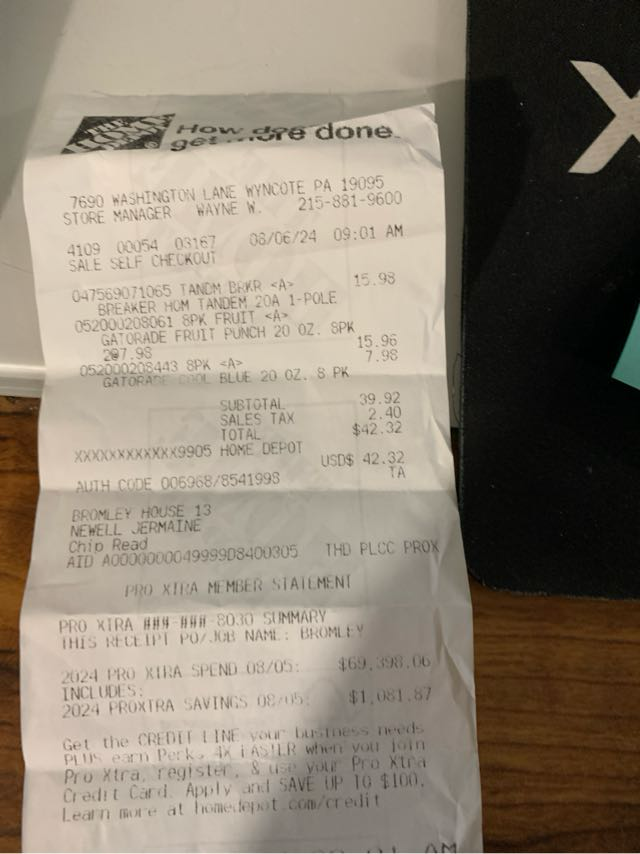 THE HOME DEPOT
How doers
get more done.
7690 WASHINGTON LANE WYNCOTE PA 19095
STORE MANAGER WAYNE W. 215-881-9600
4109 00054 03167 08/06/24 09:01 AM
SALE SELF CHECKOUT
047569071065 TANDM BRKR <A> 15.98
BREAKER HOM TANDEM 20A 1-POLE
052000208061 8PK FRUIT <A>
GATORADE FRUIT PUNCH 20 OZ. 8PK
2@7.98 15.96
052000208443 8PK <A> 7.98
GATORADE COOL BLUE 20 OZ. 8 PK
SUBTOTAL 39.92
SALES TAX 2.40
TOTAL $42.32
XXXXXXXXXXXX9905 HOME DEPOT
USD$ 42.32
AUTH CODE 006968/8541998 TA
BROMLEY HOUSE 13
NEWELL JERMAINE
Chip Read
AID A0000000049999D8400305 THD PLCC PROX
PRO XTRA MEMBER STATEMENT
PRO XTRA ###-###-8030 SUMMARY
THIS RECEIPT PO/JOB NAME: BROMLEY
2024 PRO XTRA SPEND 08/05: $69,398.06
INCLUDES:
2024 PROXTRA SAVINGS 08/05: $1,081.87
Get the CREDIT LINE your business needs
PLUS earn Perks 4X FASTER when you join
Pro Xtra, register, & use your Pro Xtra
Credit Card. Apply and SAVE UP TO $100.
Learn more at homedepot.com/credit
AM
X